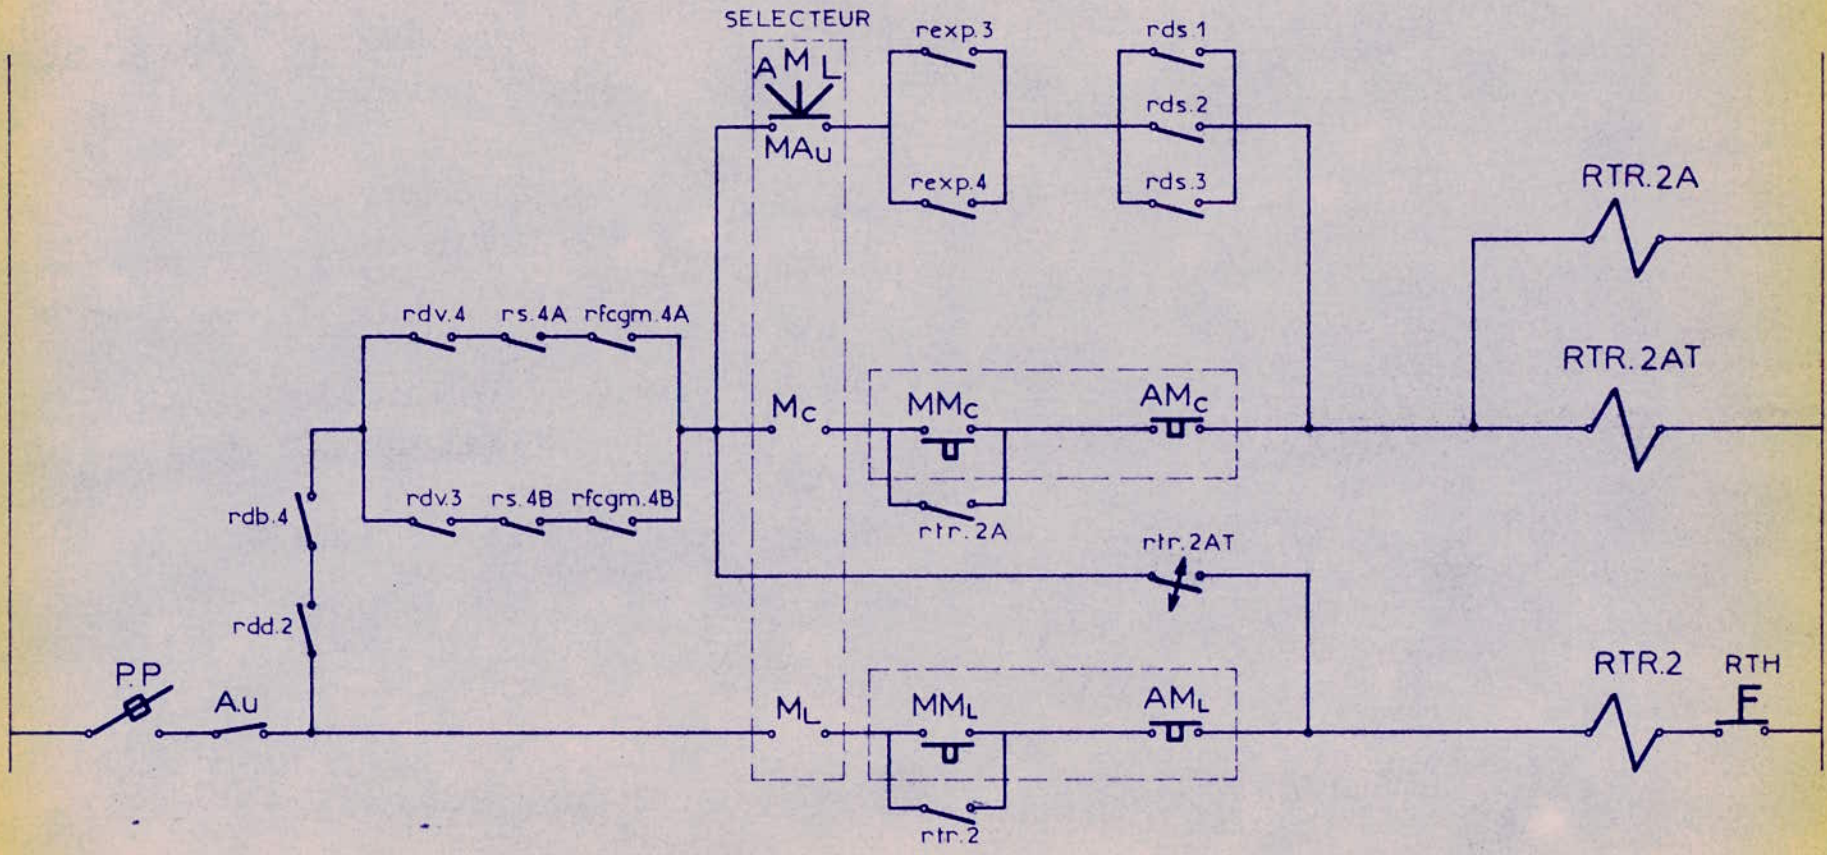 SELECTEUR
A M L
MAu
rexp.3
rds.1
rds.2
rexp.4
rds.3
RTR.2A
rdv.4
rs.4A
rfcgm.4A
RTR.2AT
Mc
MMc
AMc
rdv.3
rs.4B
rfcgm.4B
rdb.4
rtr.2A
rtr.2AT
rdd.2
P.P
A.u
ML
MML
AML
RTR.2
RTH
rtr.2